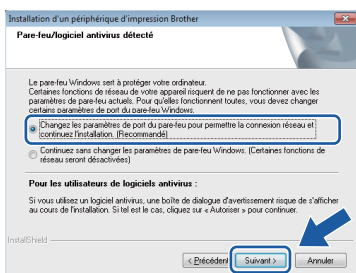 Installation d'un périphérique d'impression Brother
Pare-feu/logiciel antivirus détecté
Le pare-feu Windows sert à protéger votre ordinateur.
Certaines fonctions de réseau de votre appareil risquent de ne pas fonctionner avec les
paramètres de pare-feu actuels. Pour qu'elles fonctionnent toutes, vous devez changer
certains paramètres de port du pare-feu Windows.
Changez les paramètres de port du pare-feu pour permettre la connexion réseau et
continuez l'installation. (Recommandé)
Continuez sans changer les paramètres de pare-feu Windows. (Certaines fonctions de
réseau seront désactivées)
Pour les utilisateurs de logiciels antivirus :
Si vous utilisez un logiciel antivirus, une boîte de dialogue d'avertissement risque de s'afficher
au cours de l'installation. Si tel est le cas, cliquez sur « Autoriser » pour continuer.
InstallShield
< Précédent
Suivant >
Annuler